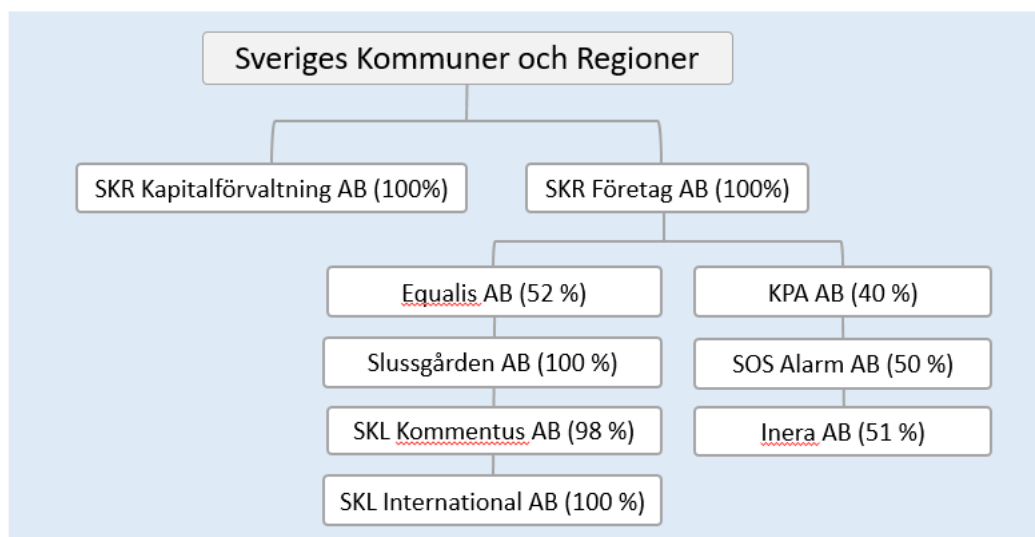 Sveriges Kommuner och Regioner
SKR Kapitalförvaltning AB (100%)
SKR Företag AB (100%)
Equalis AB (52 %)
KPA AB (40 %)
Slussgården AB (100 %)
SOS Alarm AB (50 %)
SKL Kommentus AB (98 %)
Inera AB (51 %)
SKL International AB (100 %)